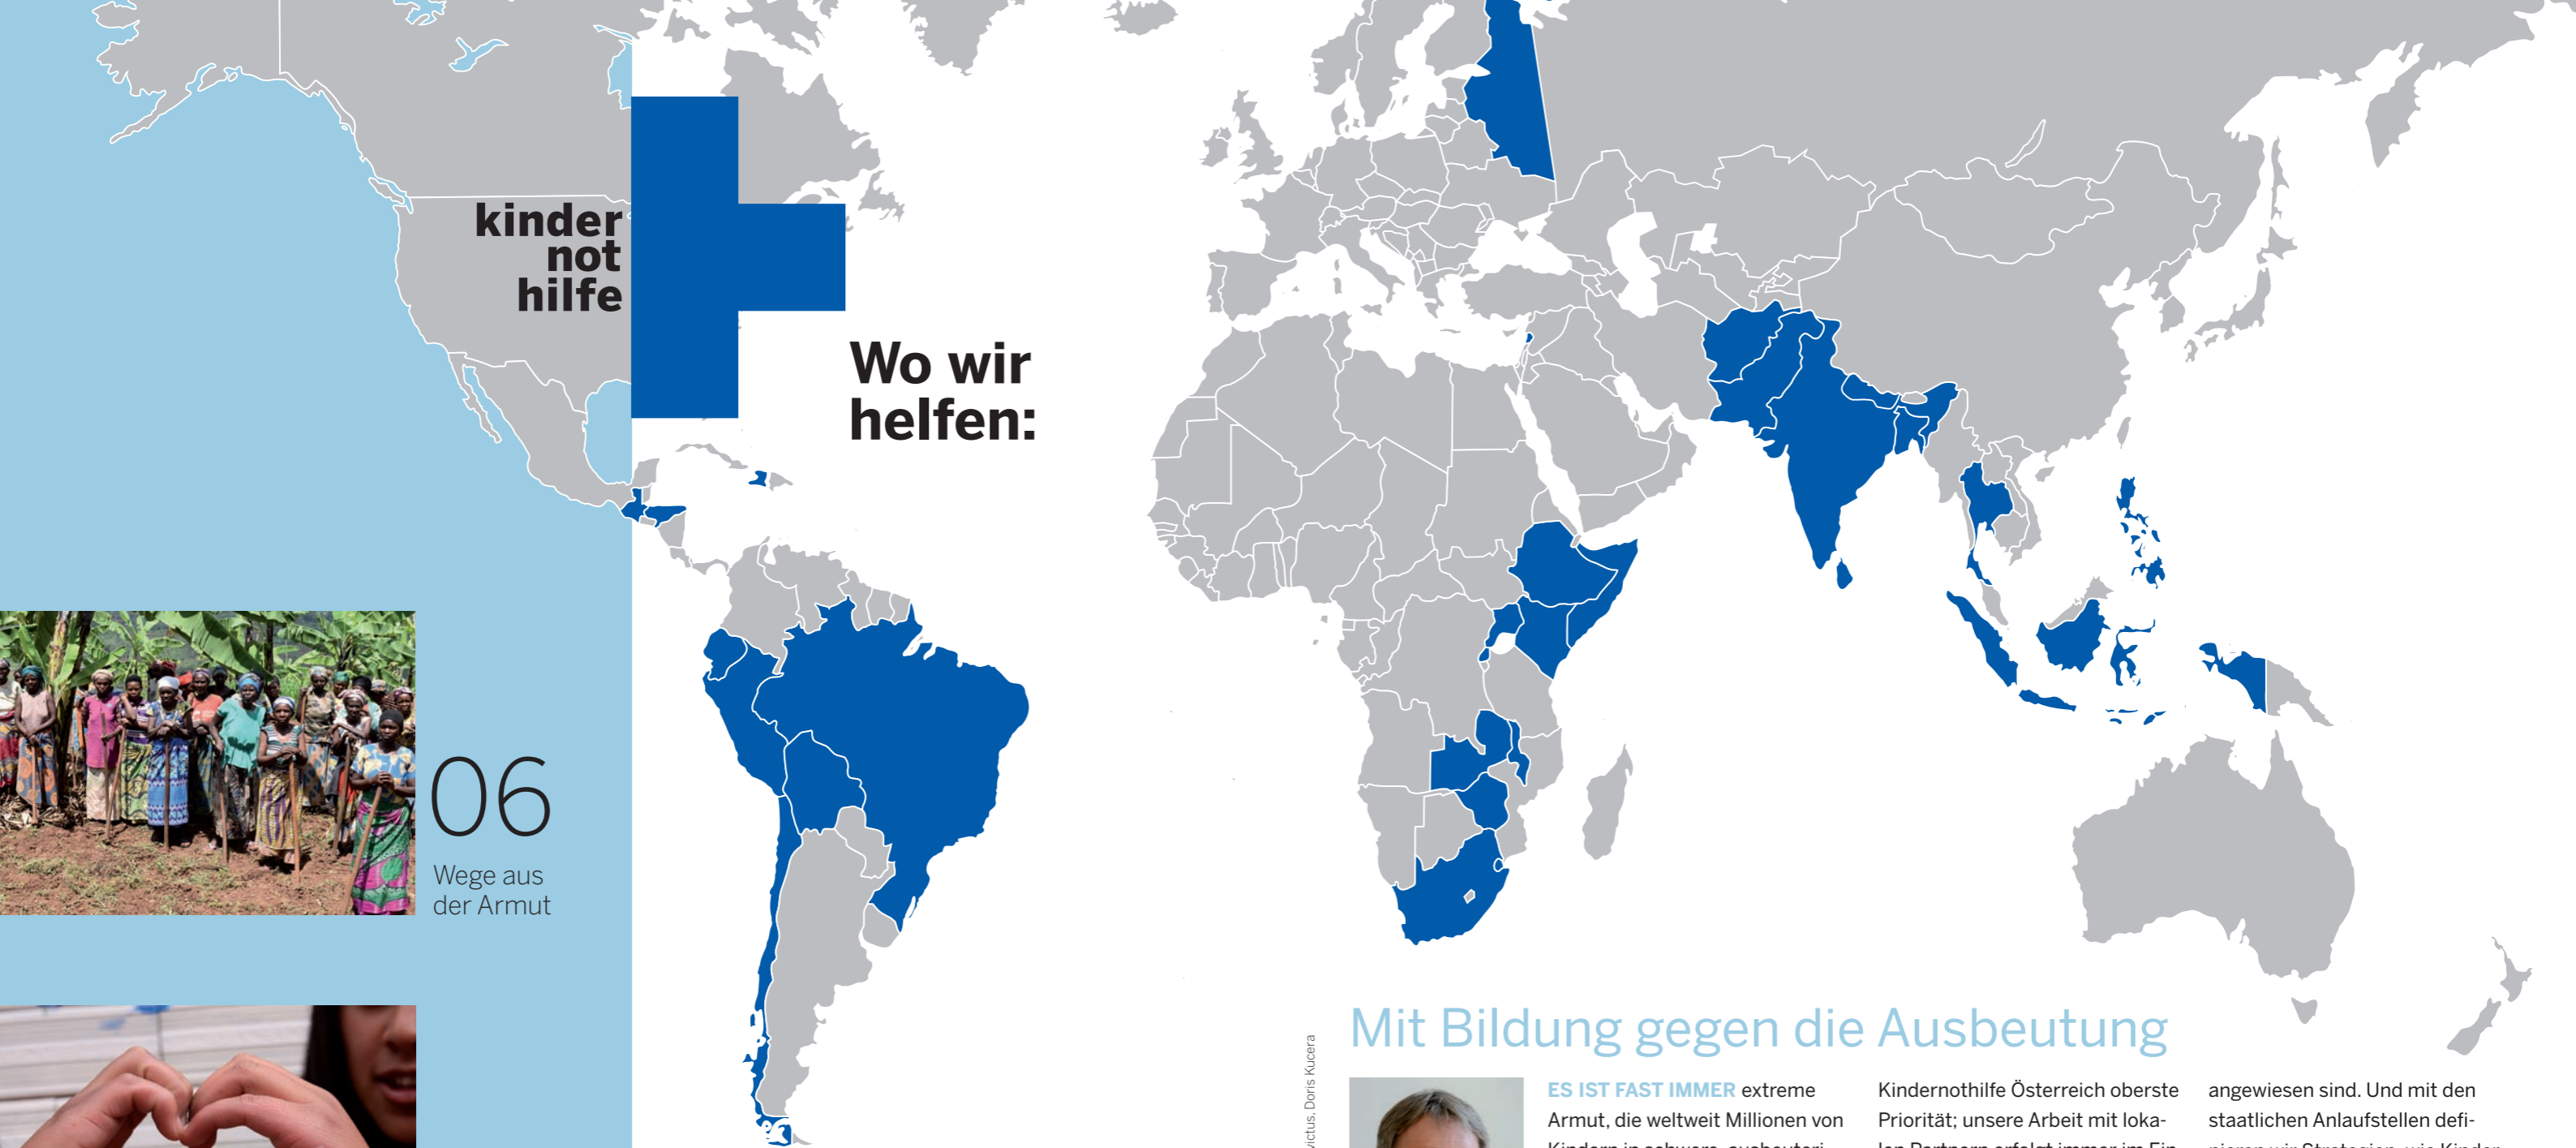 kinder
not
hilfe
Wo wir
helfen:
06
Wege aus
der Armut
Doris Kucera
Mit Bildung gegen die Ausbeutung
ES IST FAST IMMER extreme
Armut, die weltweit Millionen von
Kindernothilfe Österreich oberste
Priorität; unsere Arbeit mit loka-
angewiesen sind. Und mit den
staatlichen Anlaufstellen defi-